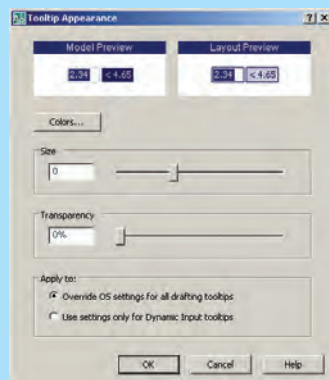 Tooltip Appearance
Model Preview
Layout Preview
2.34 < 4.65
2.34 < 4.65
Colors...
Size
0
Transparency
0%
Apply to:
Override OS settings for all drafting tooltips
Use settings only for Dynamic Input tooltips
OK Cancel Help